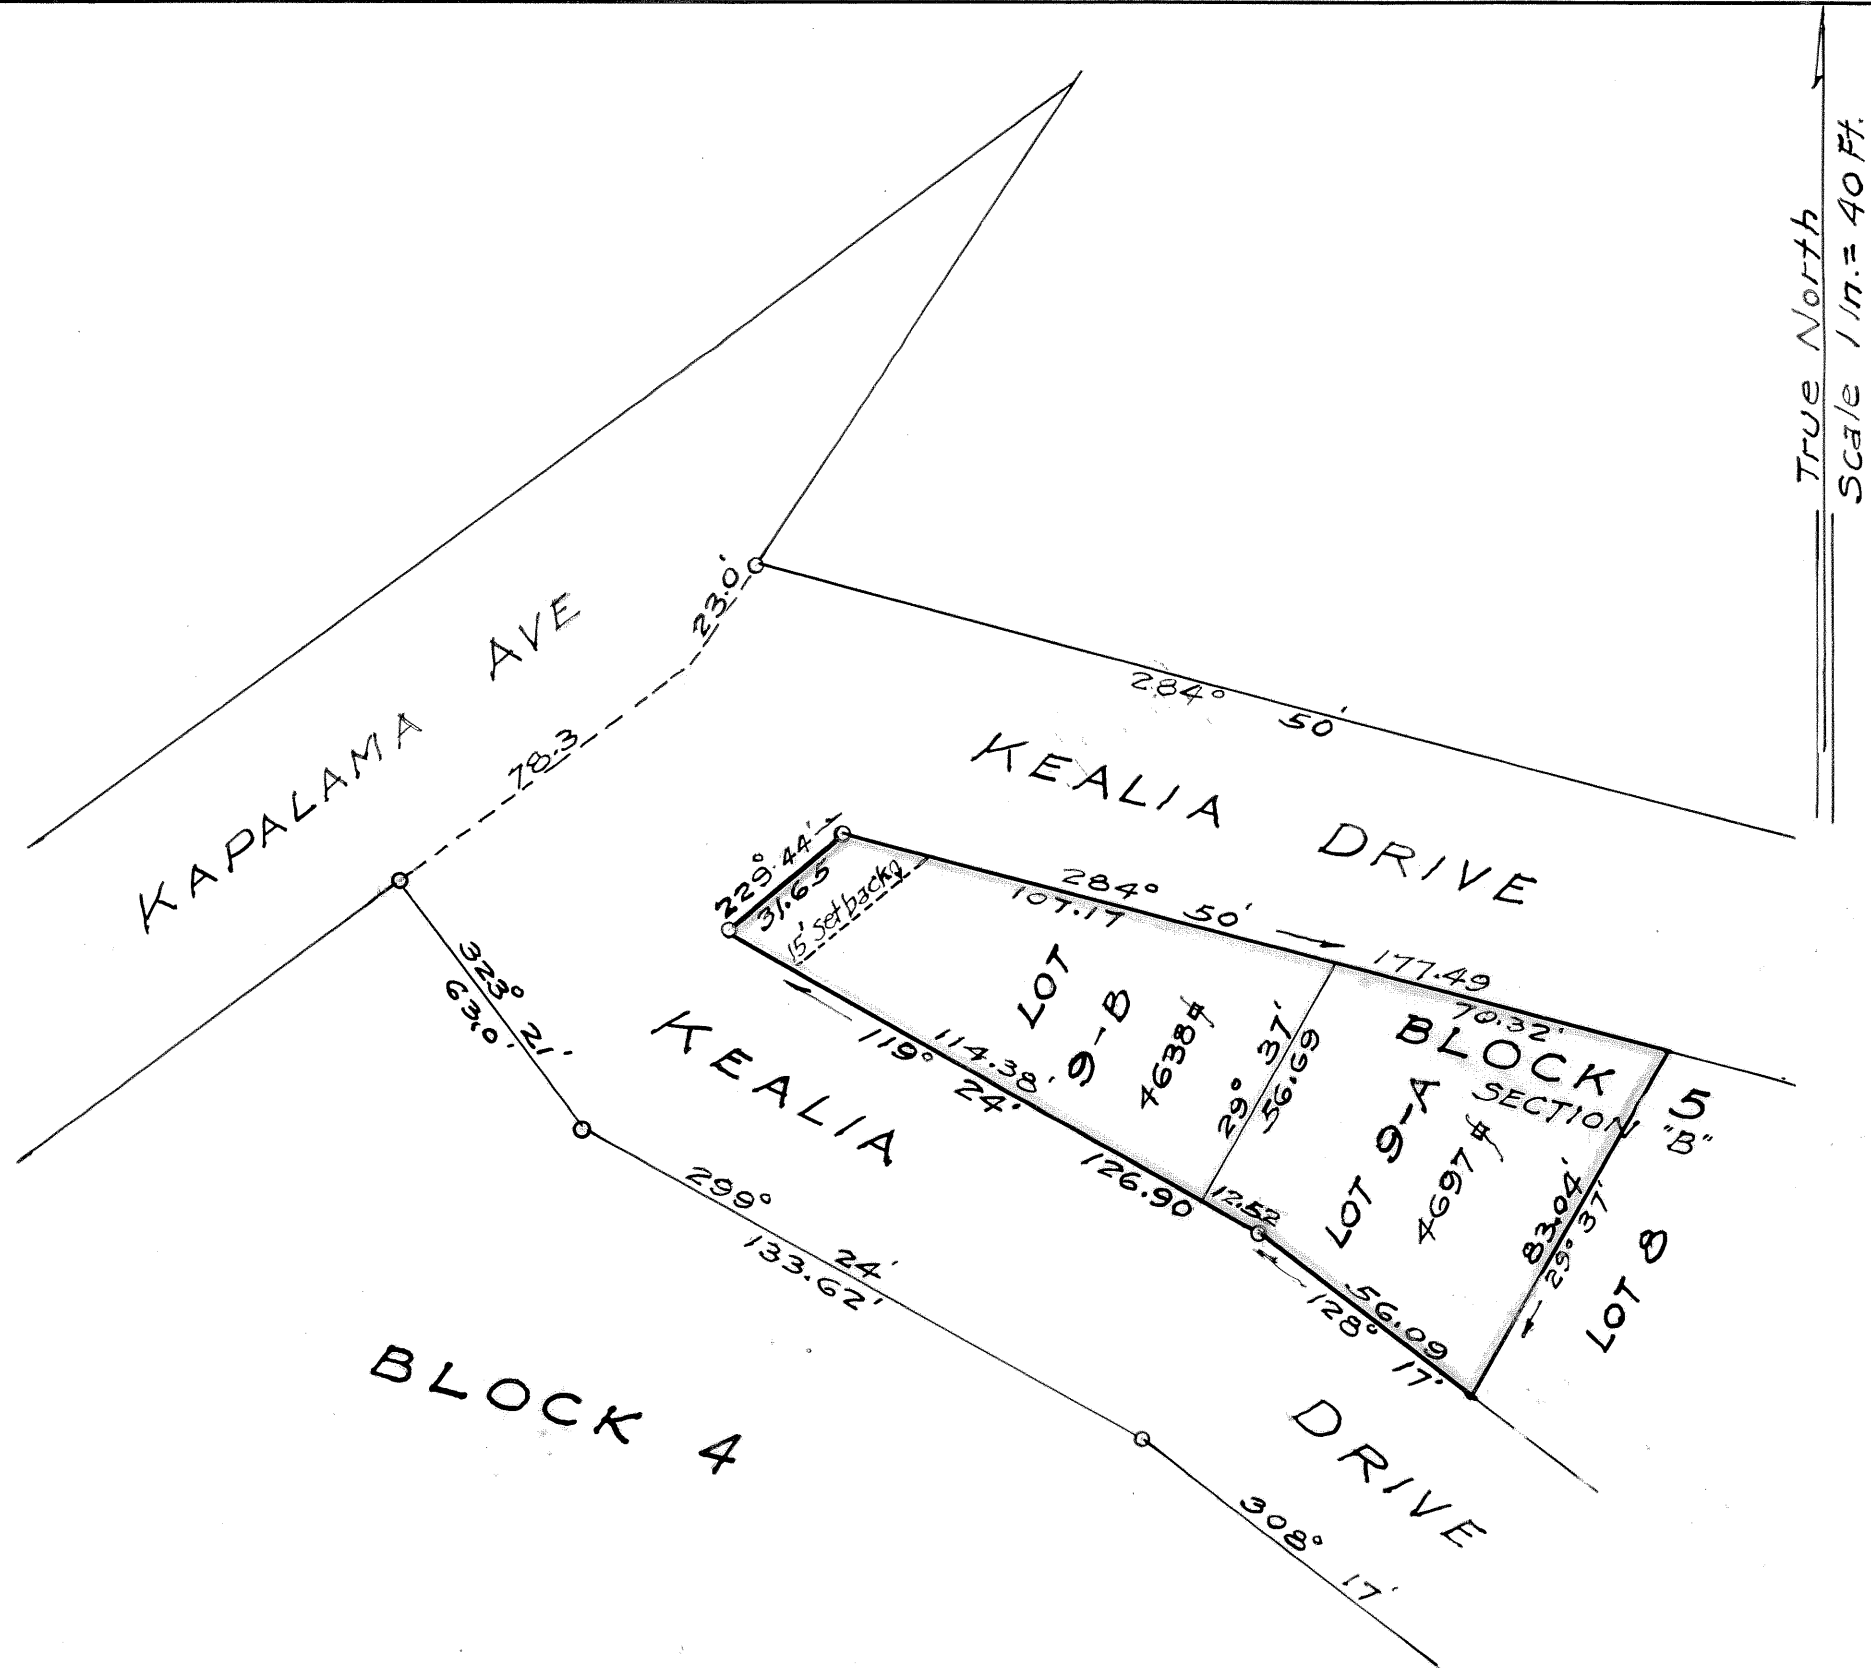 True North
Scale 1 in. = 40 Ft.
KAPALAMA AVE
23.0'
78.3
284° 50'
KEALIA DRIVE
229° 44'
31.65
15' setback
284° 50'
107.17
177.49
70.32'
LOT
9-B
4638⌗
119° 24'
114.38'
126.90
29° 37'
56.69
12.52
BLOCK 5
SECTION "B"
LOT 9-A
4697⌗
83.04'
29° 37'
LOT 8
56.09
128° 17'
323° 21'
63.0'
KEALIA DRIVE
299° 24'
133.62'
BLOCK 4
308° 17'